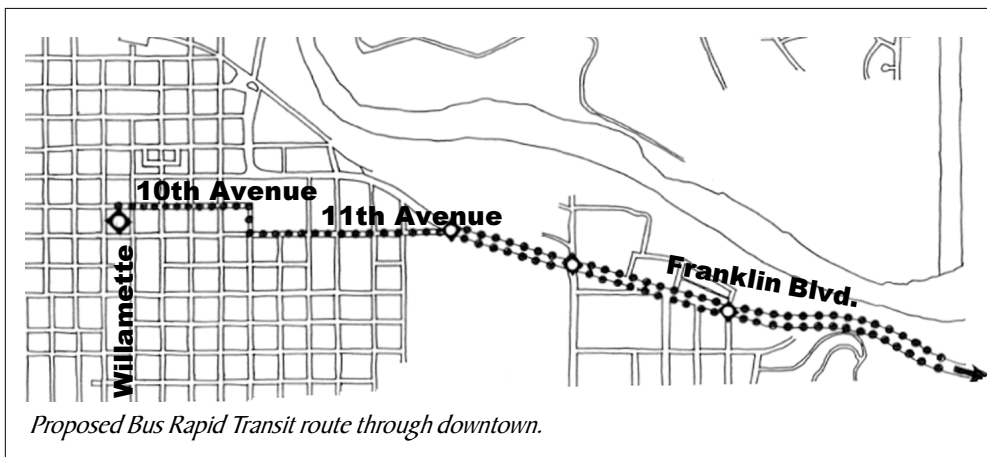 10th Avenue
11th Avenue
Willamette
Franklin Blvd.
Proposed Bus Rapid Transit route through downtown.